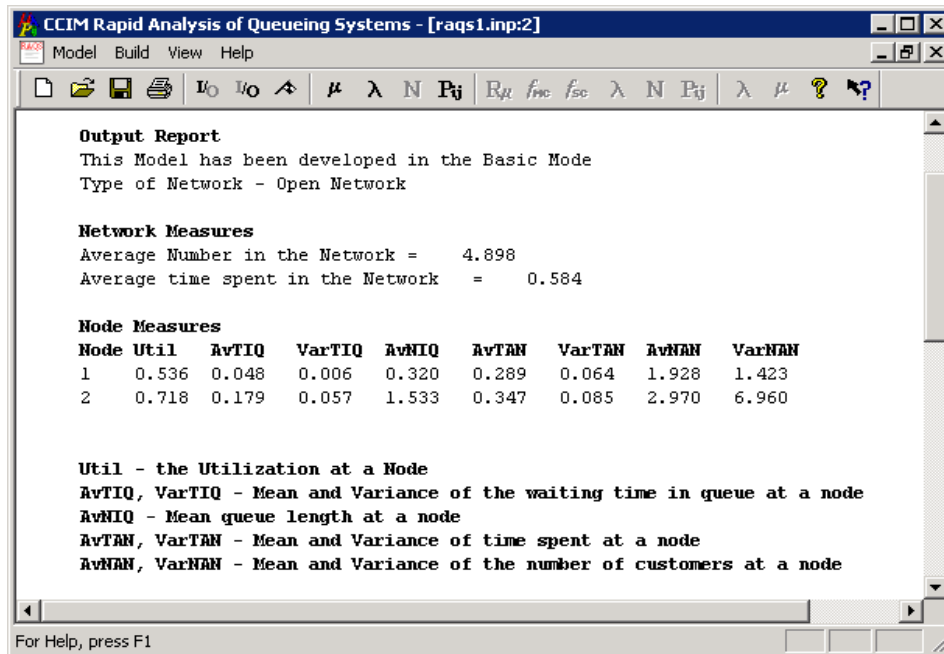 CCIM Rapid Analysis of Queueing Systems - [raqs1.inp:2]
Model Build View Help
μ λ N Pij Rμ fmc fsc λ N Pij λ μ ? ?
Output Report
This Model has been developed in the Basic Mode
Type of Network - Open Network
Network Measures
Average Number in the Network = 4.898
Average time spent in the Network = 0.584
Node Measures
Node Util AvTIQ VarTIQ AvNIQ AvTAN VarTAN AvNAN VarNAN
1 0.536 0.048 0.006 0.320 0.289 0.064 1.928 1.423
2 0.718 0.179 0.057 1.533 0.347 0.085 2.970 6.960
Util - the Utilization at a Node
AvTIQ, VarTIQ - Mean and Variance of the waiting time in queue at a node
AvNIQ - Mean queue length at a node
AvTAN, VarTAN - Mean and Variance of time spent at a node
AvNAN, VarNAN - Mean and Variance of the number of customers at a node
For Help, press F1